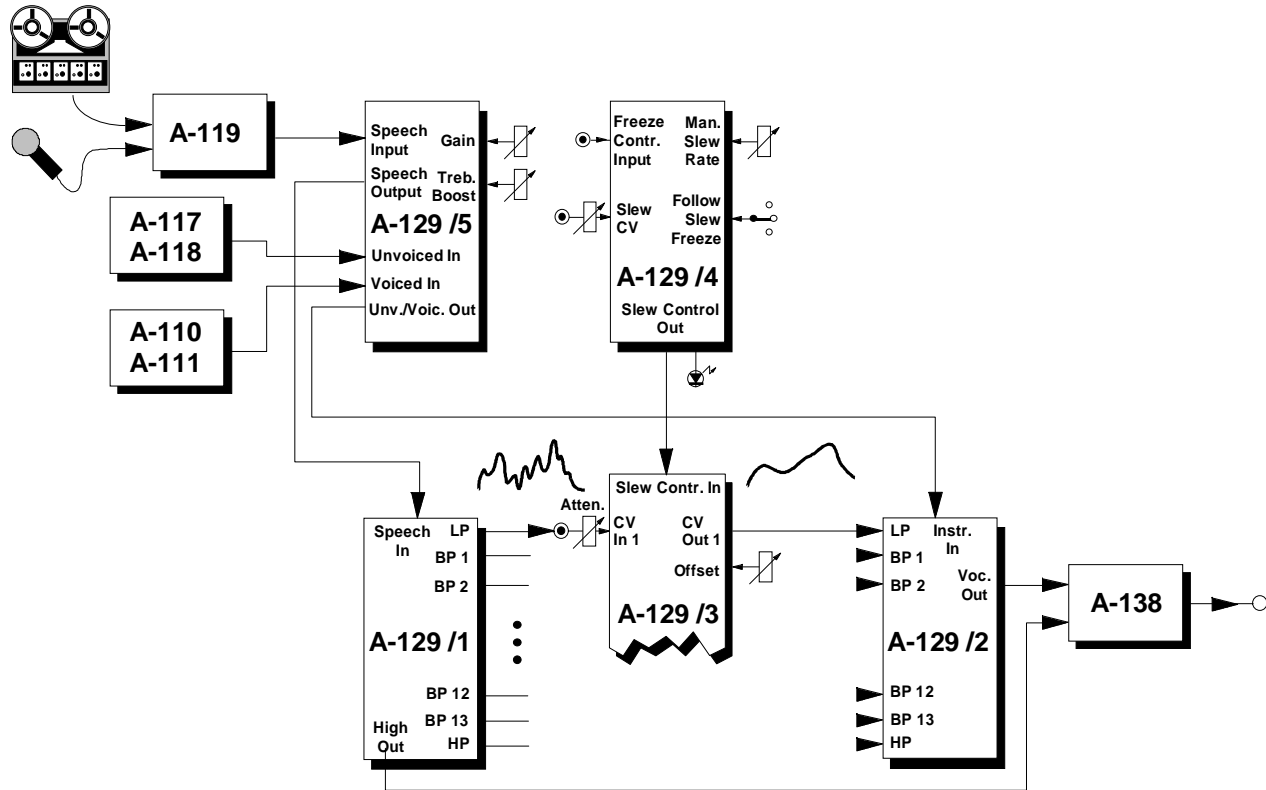 A-119
Speech
Input
Gain
Speech
Output
Treb.
Boost
A-129 /5
Unvoiced In
Voiced In
Unv./Voic. Out
A-117
A-118
A-110
A-111
Freeze
Contr.
Input
Man.
Slew
Rate
Slew
CV
Follow
Slew
Freeze
A-129 /4
Slew Control
Out
Speech
In
LP
BP 1
BP 2
A-129 /1
BP 12
BP 13
High
Out
HP
Atten.
Slew Contr. In
CV
In 1
CV
Out 1
Offset
A-129 /3
LP
Instr.
In
BP 1
BP 2
Voc.
Out
A-129 /2
BP 12
BP 13
HP
A-138